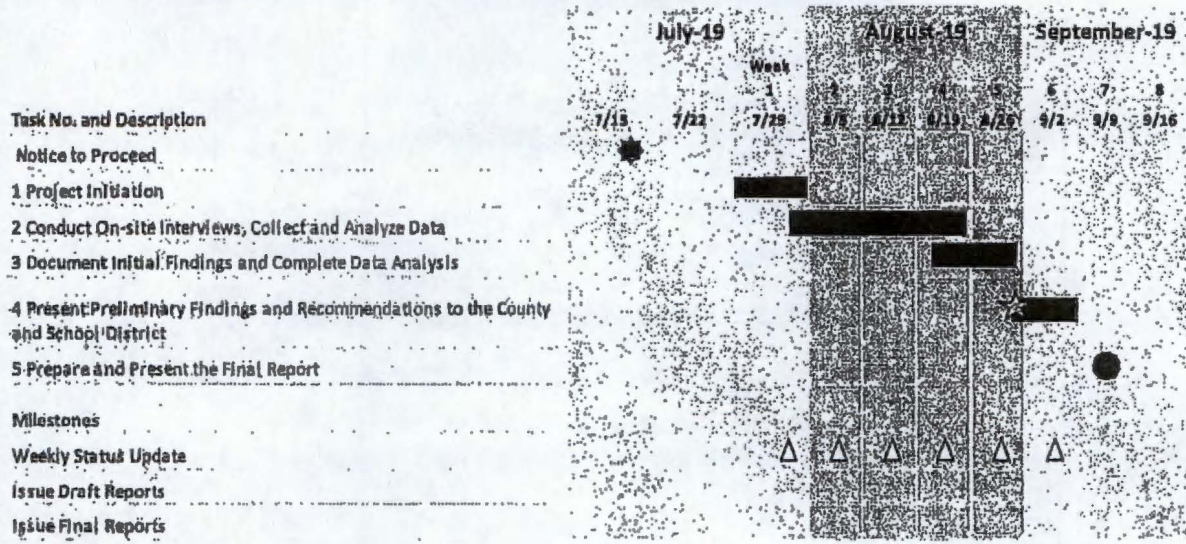 July-19 August-19 September-19
Week
1 2 3 4 5 6 7 8
Task No. and Description 7/15 7/22 7/29 8/5 8/12 8/19 8/26 9/2 9/9 9/16
Notice to Proceed
1 Project Initiation
2 Conduct On-site Interviews, Collect and Analyze Data
3 Document Initial Findings and Complete Data Analysis
4 Present Preliminary Findings and Recommendations to the County
and School District
5 Prepare and Present the Final Report
Milestones
Weekly Status Update
Issue Draft Reports
Issue Final Reports